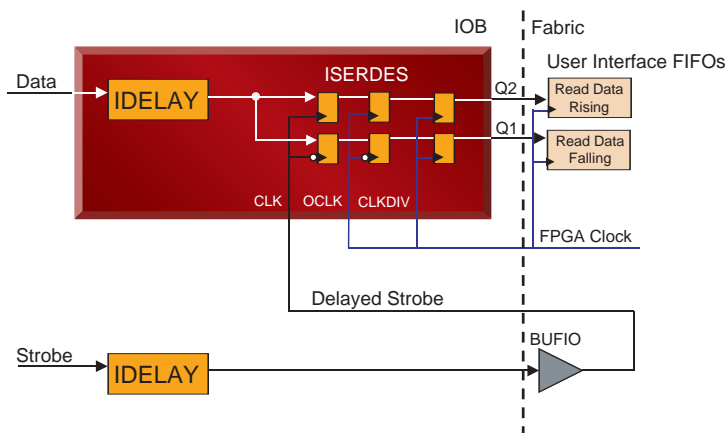 IOB
Fabric
User Interface FIFOs
ISERDES
Data
IDELAY
Q2
Read Data
Rising
Q1
Read Data
Falling
CLK
OCLK
CLKDIV
FPGA Clock
Delayed Strobe
BUFIO
Strobe
IDELAY